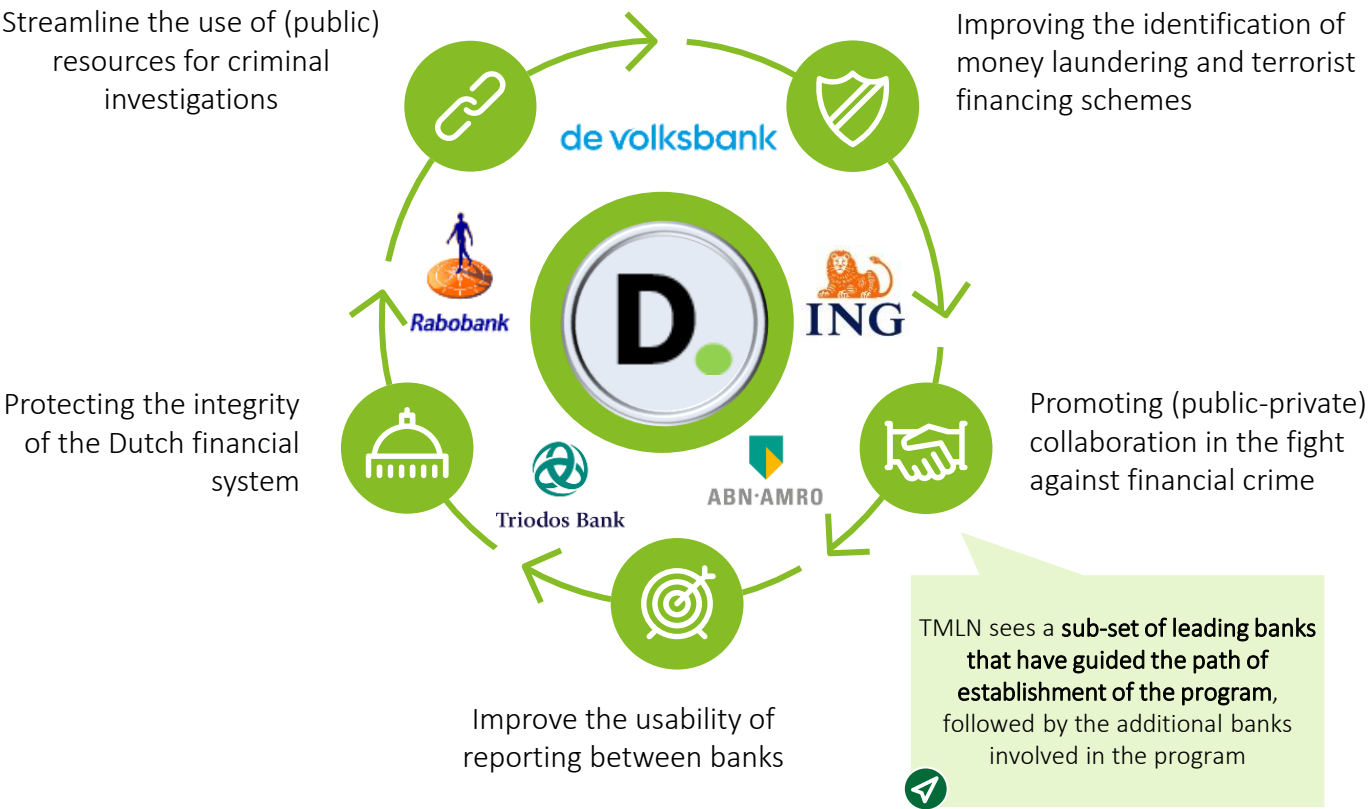 Streamline the use of (public)
resources for criminal
investigations
Improving the identification of
money laundering and terrorist
financing schemes
de volksbank
Rabobank
D.
ING
Protecting the integrity
of the Dutch financial
system
Triodos Bank
ABN·AMRO
Promoting (public-private)
collaboration in the fight
against financial crime
Improve the usability of
reporting between banks
TMLN sees a sub-set of leading banks
that have guided the path of
establishment of the program,
followed by the additional banks
involved in the program